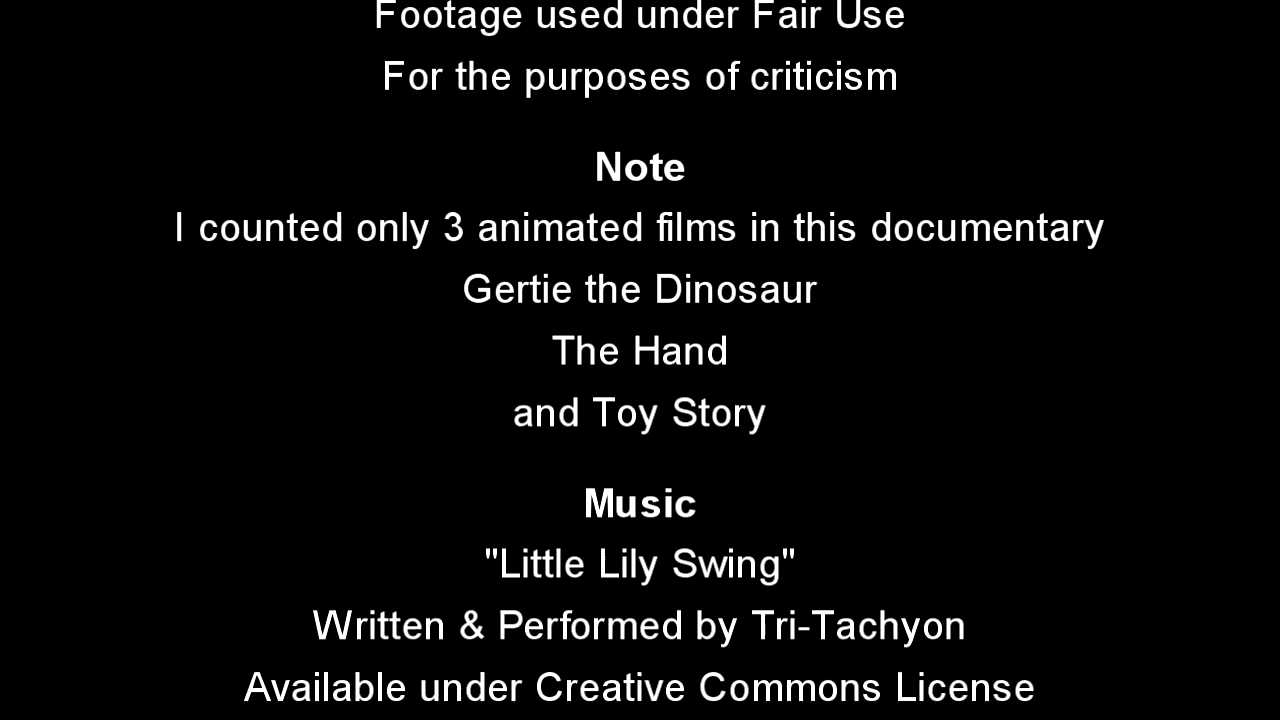 Footage used under Fair Use
For the purposes of criticism
Note
I counted only 3 animated films in this documentary
Gertie the Dinosaur
The Hand
and Toy Story
Music
"Little Lily Swing"
Written & Performed by Tri-Tachyon
Available under Creative Commons License